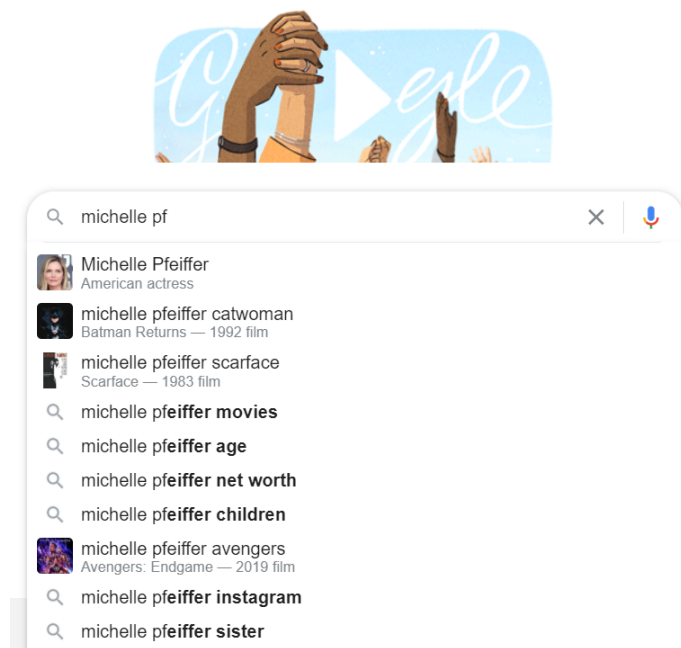 Google
michelle pf
Michelle Pfeiffer
American actress
michelle pfeiffer catwoman
Batman Returns — 1992 film
michelle pfeiffer scarface
Scarface — 1983 film
michelle pfeiffer movies
michelle pfeiffer age
michelle pfeiffer net worth
michelle pfeiffer children
michelle pfeiffer avengers
Avengers: Endgame — 2019 film
michelle pfeiffer instagram
michelle pfeiffer sister